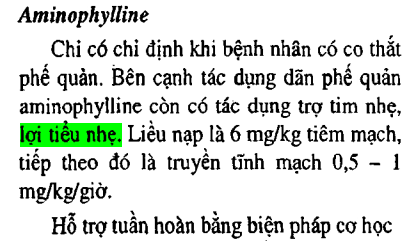 Aminophylline
Chỉ có chỉ định khi bệnh nhân có co thắt
phế quản. Bên cạnh tác dụng dãn phế quản
aminophylline còn có tác dụng trợ tim nhẹ,
lợi tiểu nhẹ. Liều nạp là 6 mg/kg tiêm mạch,
tiếp theo đó là truyền tĩnh mạch 0,5 – 1
mg/kg/giờ.
Hỗ trợ tuần hoàn bằng biện pháp cơ học